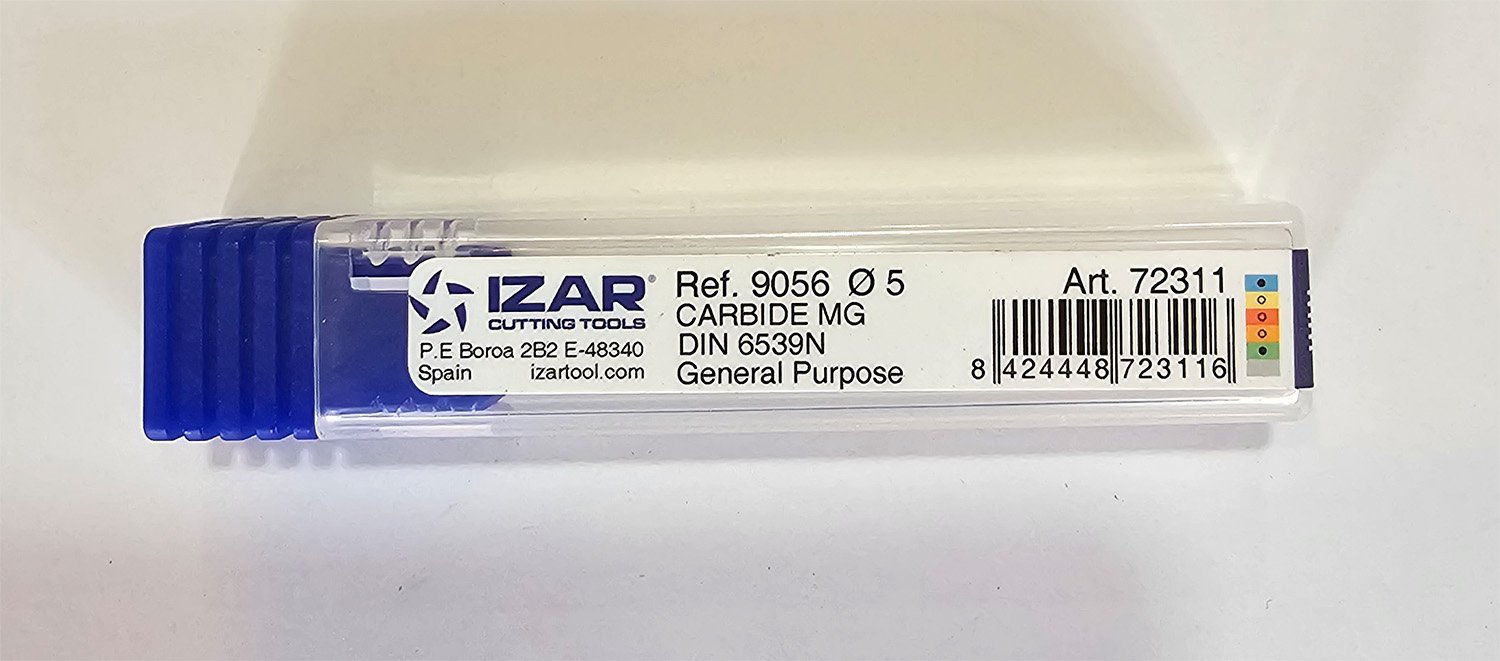 IZAR®
CUTTING TOOLS
P.E Boroa 2B2 E-48340
Spain izartool.com
Ref. 9056 Ø 5
CARBIDE MG
DIN 6539N
General Purpose
Art. 72311
8 424448 723116